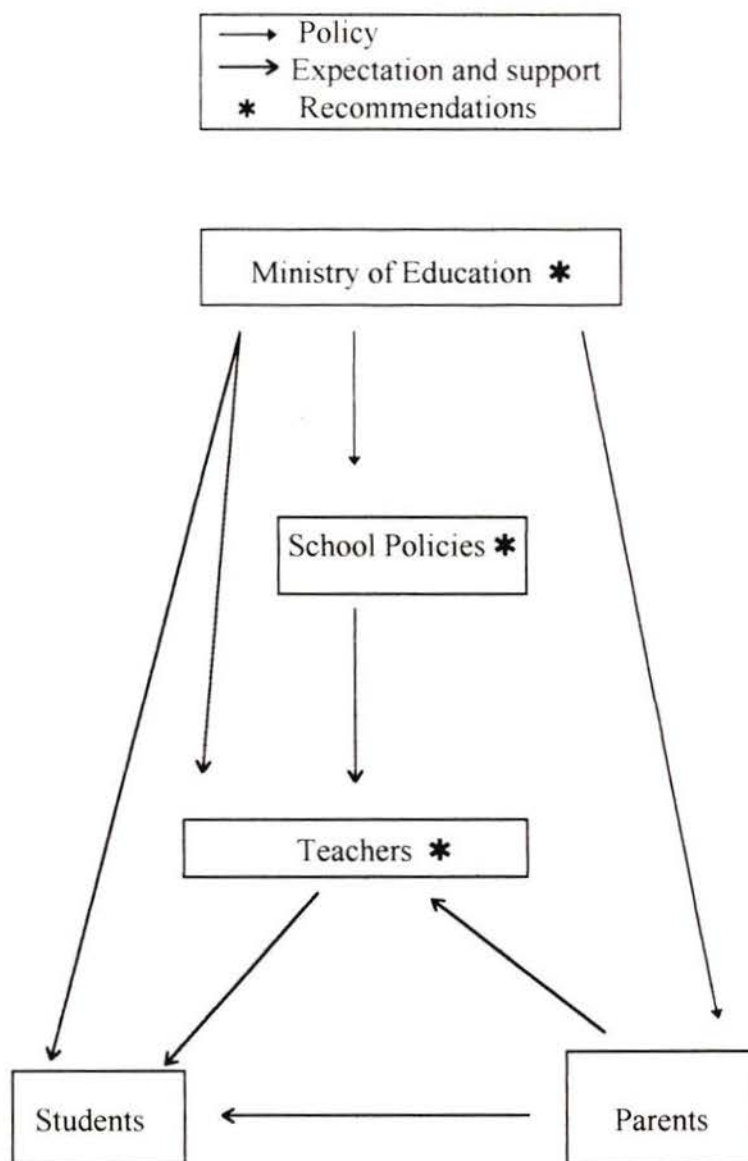 Policy
Expectation and support
* Recommendations
Ministry of Education *
School Policies *
Teachers *
Students
Parents